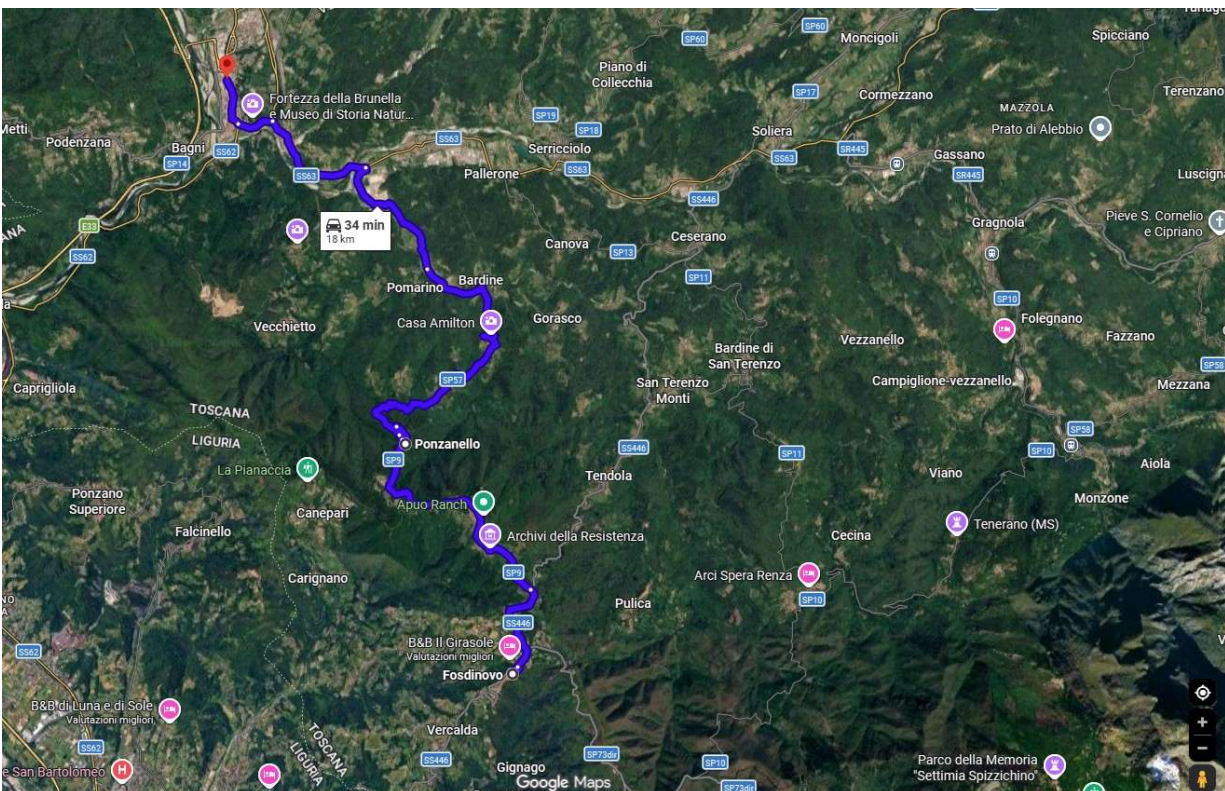 SP60
SP60
Moncigoli
Spicciano
Piano di
Collecchia
SP17
Cormezzano
Terenzano
Fortezza della Brunella
e Museo di Storia Natur...
MAZZOLA
Prato di Alebbio
SP19
SP18
Soliera
Metti
Podenzana
Bagni
SS62
SP14
SS63
Serricciolo
SS63
SR445
Gassano
SS63
Pallerone
SS63
SR445
Luscigna
SS446
34 min
18 km
E33
SS62
Canova
SP13
Ceserano
Gragnola
Pieve S. Cornelio
e Cipriano
SP11
Pomarino
Bardine
SP10
Folegnano
Casa Amilton
Gorasco
Vecchietto
Bardine di
San Terenzo
Vezzanello
Fazzano
SP58
Caprigliola
SP57
San Terenzo
Monti
Campiglione-vezzanello
Mezzana
TOSCANA
LIGURIA
Ponzanello
SP58
SP9
SS446
SP11
SP10
La Pianaccia
Tendola
Viano
Aiola
Ponzano
Superiore
Canepari
Apuo Ranch
Monzone
Falcinello
Archivi della Resistenza
Cecina
Tenerano (MS)
Carignano
SP9
Arci Spera Renza
SP10
Pulica
SS446
SS62
B&B Il Girasole
Valutazioni migliori
Fosdinovo
B&B di Luna e di Sole
Valutazioni migliori
Vercalda
TOSCANA
LIGURIA
SS62
SS446
SP73dir
SP10
e San Bartolomeo
Gignago
Google Maps
SP73dir
Parco della Memoria
"Settimia Spizzichino"